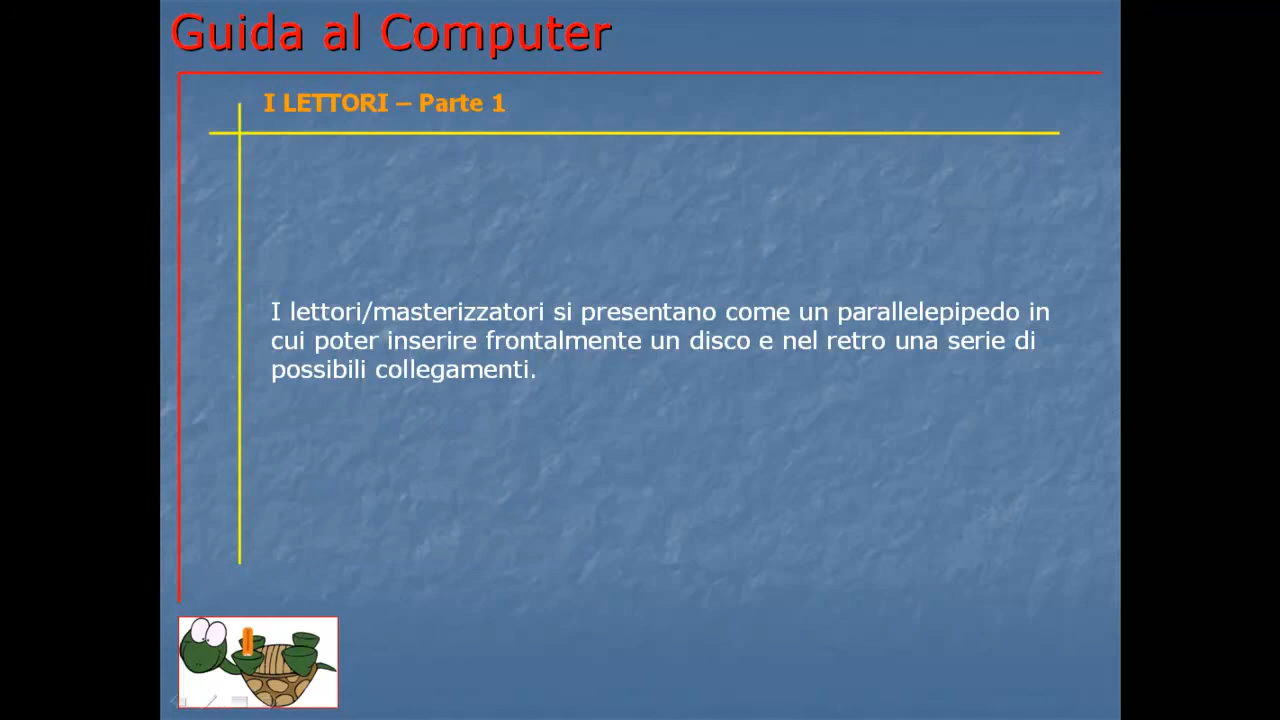 Guida al Computer
I LETTORI – Parte 1
I lettori/masterizzatori si presentano come un parallelepipedo in
cui poter inserire frontalmente un disco e nel retro una serie di
possibili collegamenti.